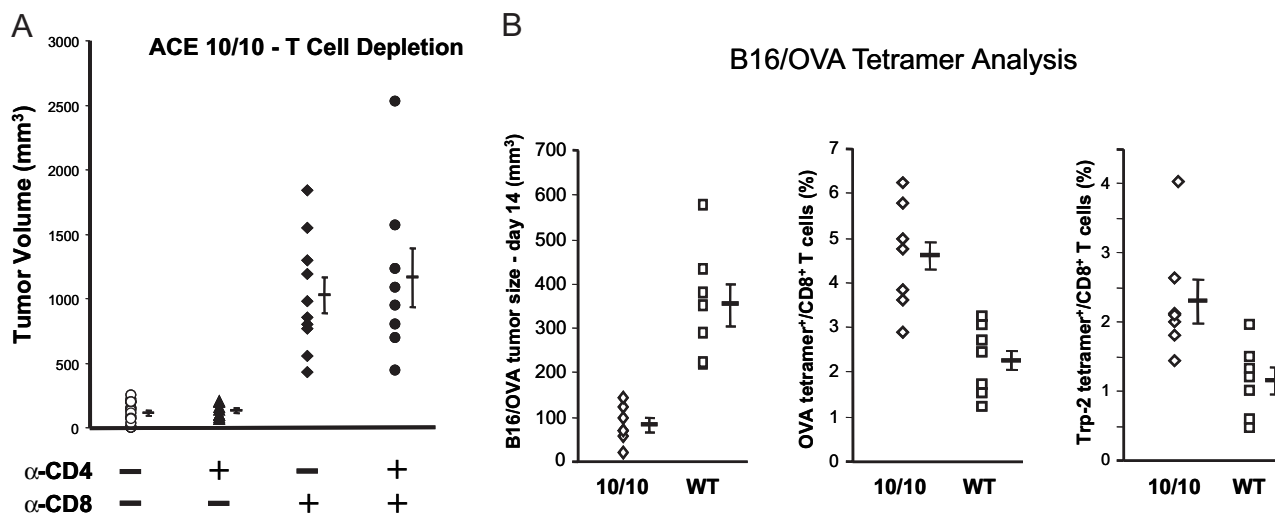 A
ACE 10/10 - T Cell Depletion
Tumor Volume (mm³)
3000
2500
2000
1500
1000
500
0
α-CD4 − + − +
α-CD8 − − + +
B
B16/OVA Tetramer Analysis
B16/OVA tumor size - day 14 (mm³)
700
600
500
400
300
200
100
0
10/10 WT
OVA tetramer⁺/CD8⁺ T cells (%)
7
6
5
4
3
2
1
0
10/10 WT
Trp-2 tetramer⁺/CD8⁺ T cells (%)
4
3
2
1
0
10/10 WT